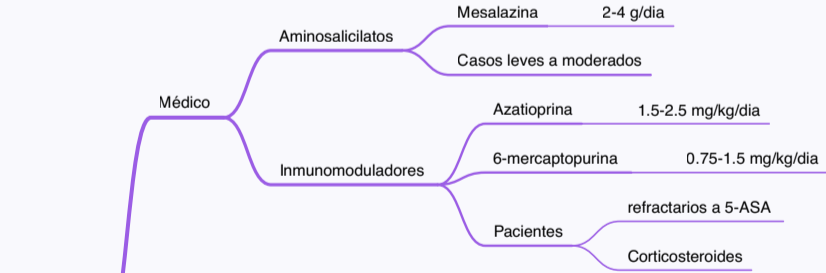 Mesalazina
2-4 g/dia
Aminosalicilatos
Casos leves a moderados
Médico
Azatioprina
1.5-2.5 mg/kg/dia
6-mercaptopurina
0.75-1.5 mg/kg/dia
Inmunomoduladores
refractarios a 5-ASA
Pacientes
Corticosteroides